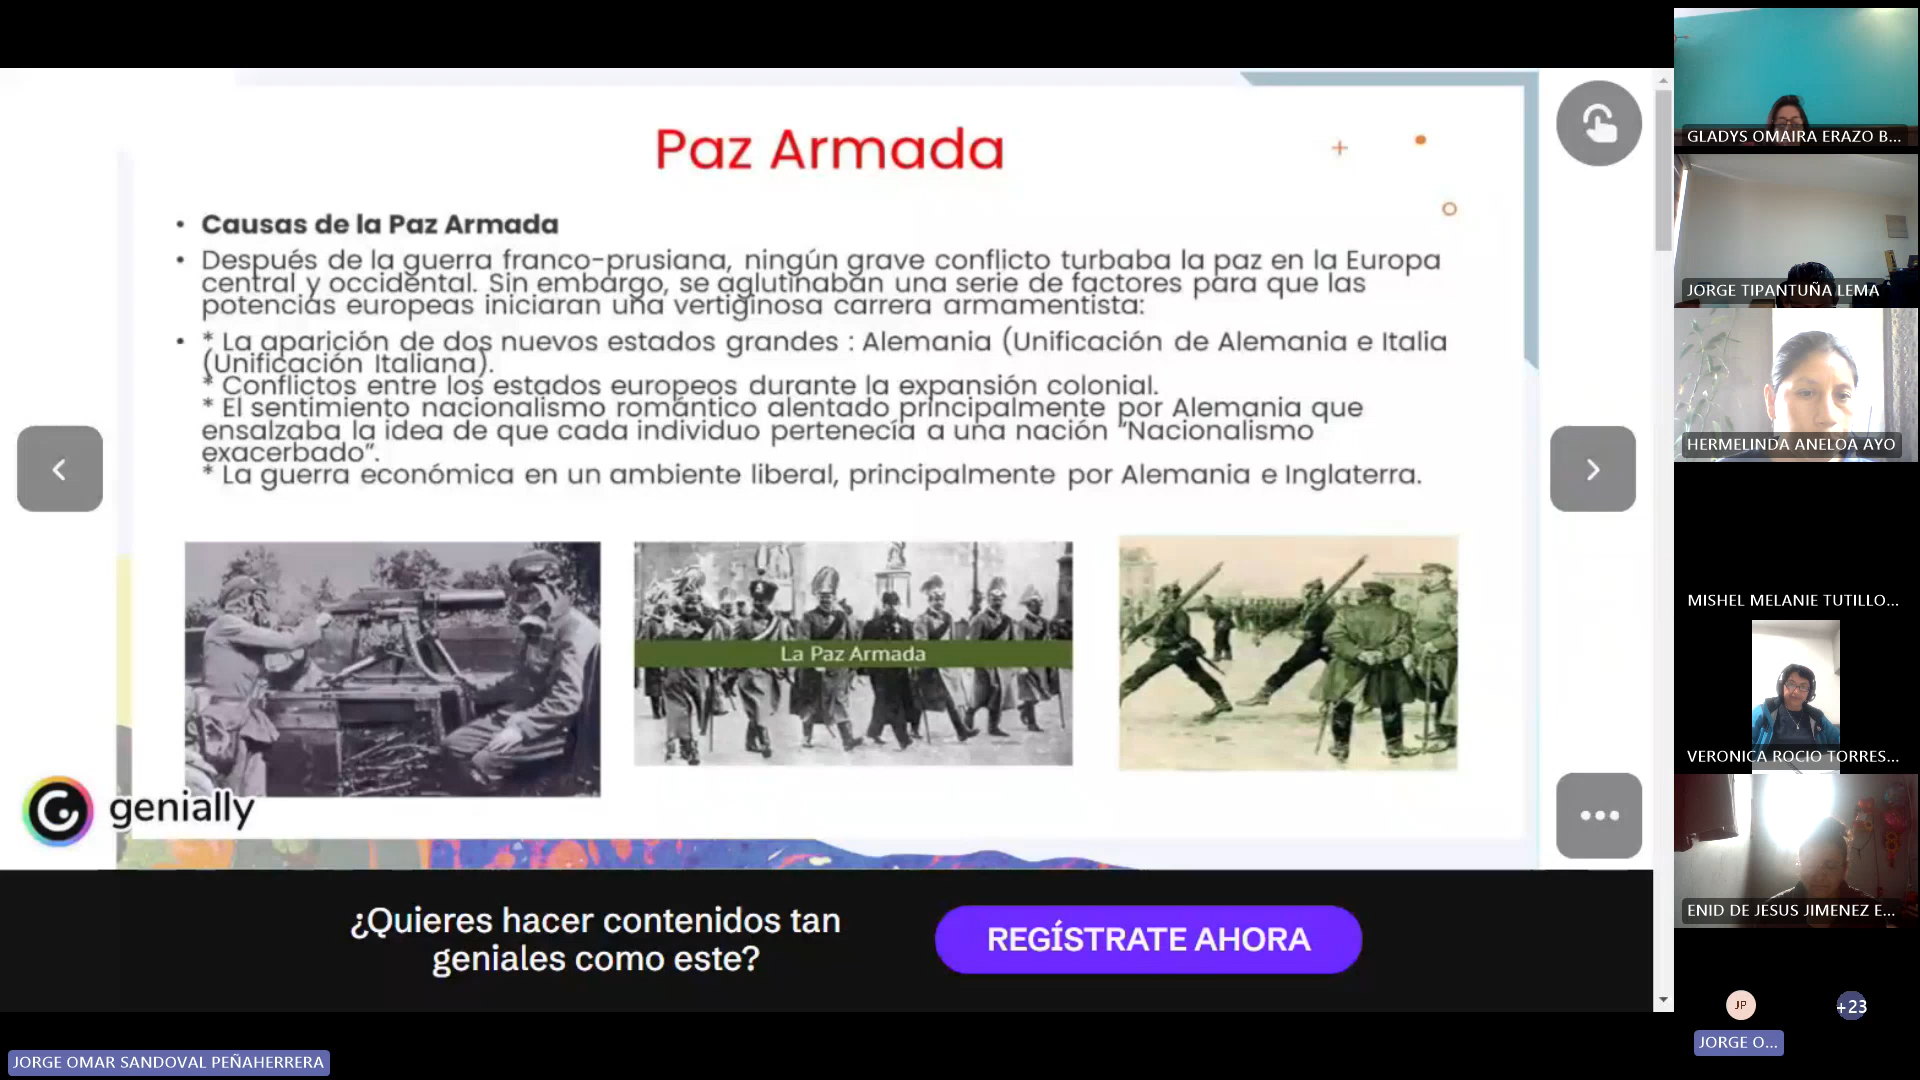 Paz Armada
• Causas de la Paz Armada
• Después de la guerra franco-prusiana, ningún grave conflicto turbaba la paz en la Europa
central y occidental. Sin embargo, se aglutinaban una serie de factores para que las
potencias europeas iniciaran una vertiginosa carrera armamentista:
• * La aparición de dos nuevos estados grandes : Alemania (Unificación de Alemania e Italia
(Unificación Italiana).
* Conflictos entre los estados europeos durante la expansión colonial.
* El sentimiento nacionalismo romántico alentado principalmente por Alemania que
ensalzaba la idea de que cada individuo pertenecía a una nación "Nacionalismo
exacerbado".
* La guerra económica en un ambiente liberal, principalmente por Alemania e Inglaterra.
La Paz Armada
genially
¿Quieres hacer contenidos tan
geniales como este?
REGÍSTRATE AHORA
JORGE OMAR SANDOVAL PEÑAHERRERA
GLADYS OMAIRA ERAZO B...
JORGE TIPANTUÑA LEMA
HERMELINDA ANELOA AYO
MISHEL MELANIE TUTILLO...
VERONICA ROCIO TORRES...
ENID DE JESUS JIMENEZ E...
JP
+23
JORGE O...